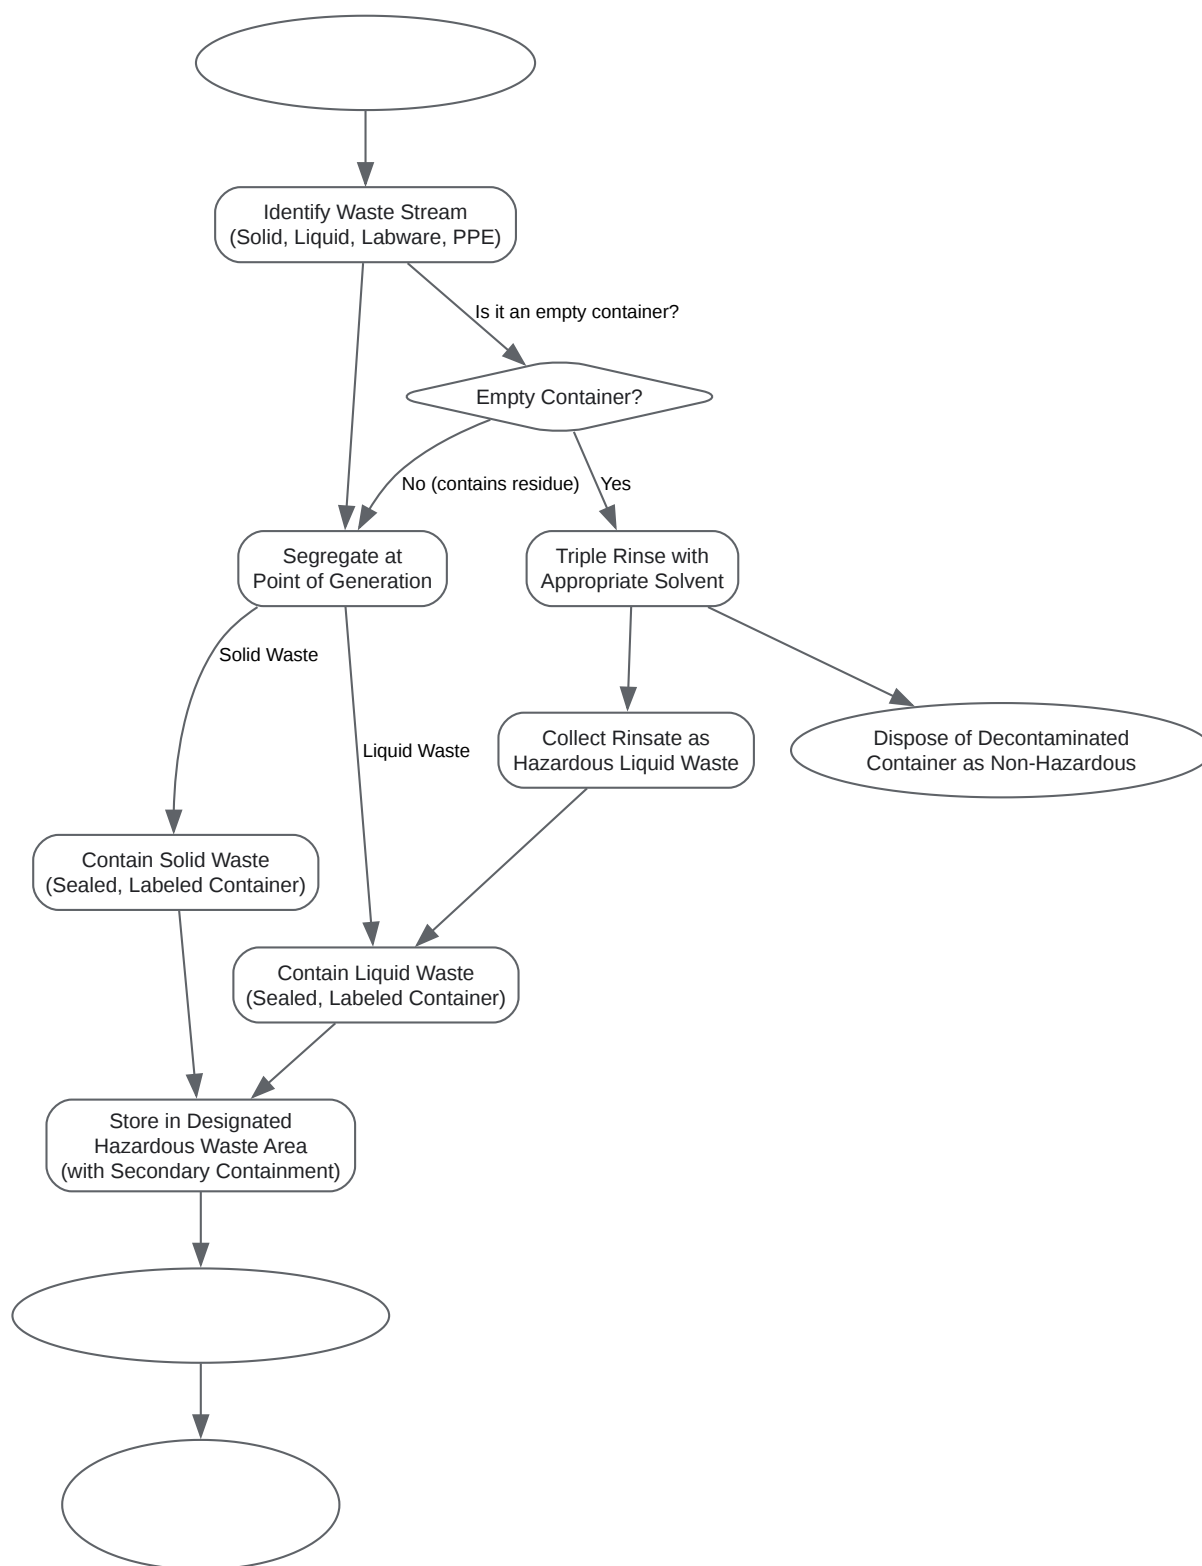 Identify Waste Stream
(Solid, Liquid, Labware, PPE)
Is it an empty container?
Empty Container?
No (contains residue)
Yes
Segregate at
Point of Generation
Triple Rinse with
Appropriate Solvent
Solid Waste
Liquid Waste
Collect Rinsate as
Hazardous Liquid Waste
Dispose of Decontaminated
Container as Non-Hazardous
Contain Solid Waste
(Sealed, Labeled Container)
Contain Liquid Waste
(Sealed, Labeled Container)
Store in Designated
Hazardous Waste Area
(with Secondary Containment)